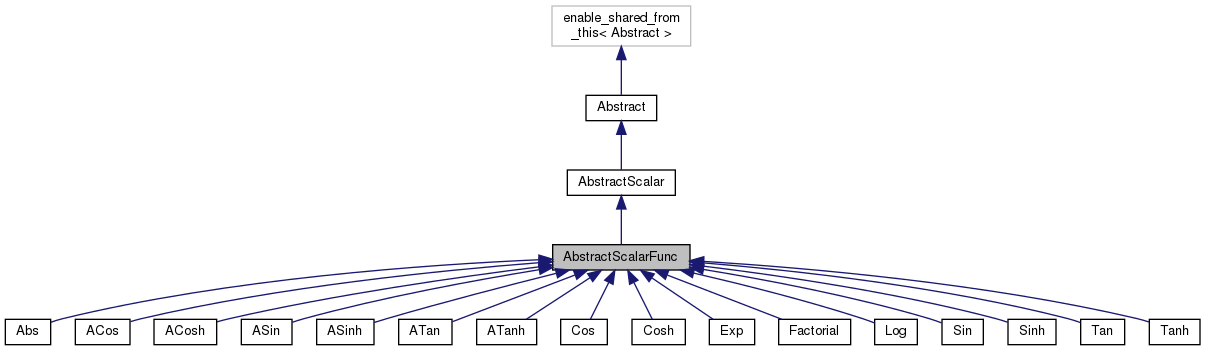 enable_shared_from
_this< Abstract >
Abstract
AbstractScalar
AbstractScalarFunc
Abs
ACos
ACosh
ASin
ASinh
ATan
ATanh
Cos
Cosh
Exp
Factorial
Log
Sin
Sinh
Tan
Tanh